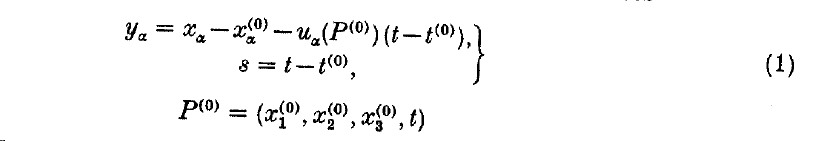 y_α = x_α − x_α^{(0)} − u_α(P^{(0)})(t − t^{(0)}),
s = t − t^{(0)}, } (1)
P^{(0)} = (x_1^{(0)}, x_2^{(0)}, x_3^{(0)}, t)